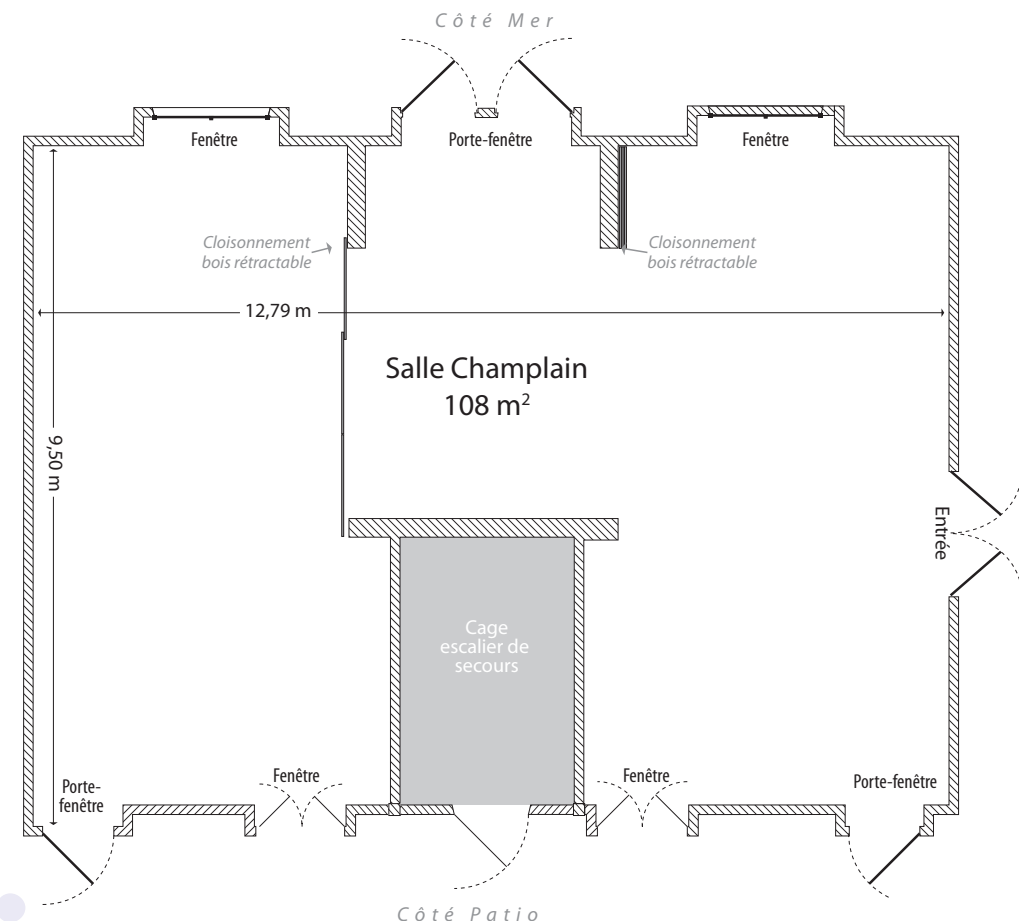 Côté Mer
Fenêtre
Porte-fenêtre
Fenêtre
Cloisonnement
bois rétractable
Cloisonnement
bois rétractable
12,79 m
Salle Champlain
108 m²
9,50 m
Entrée
Cage
escalier de
secours
Porte-
fenêtre
Fenêtre
Fenêtre
Porte-fenêtre
Côté Patio